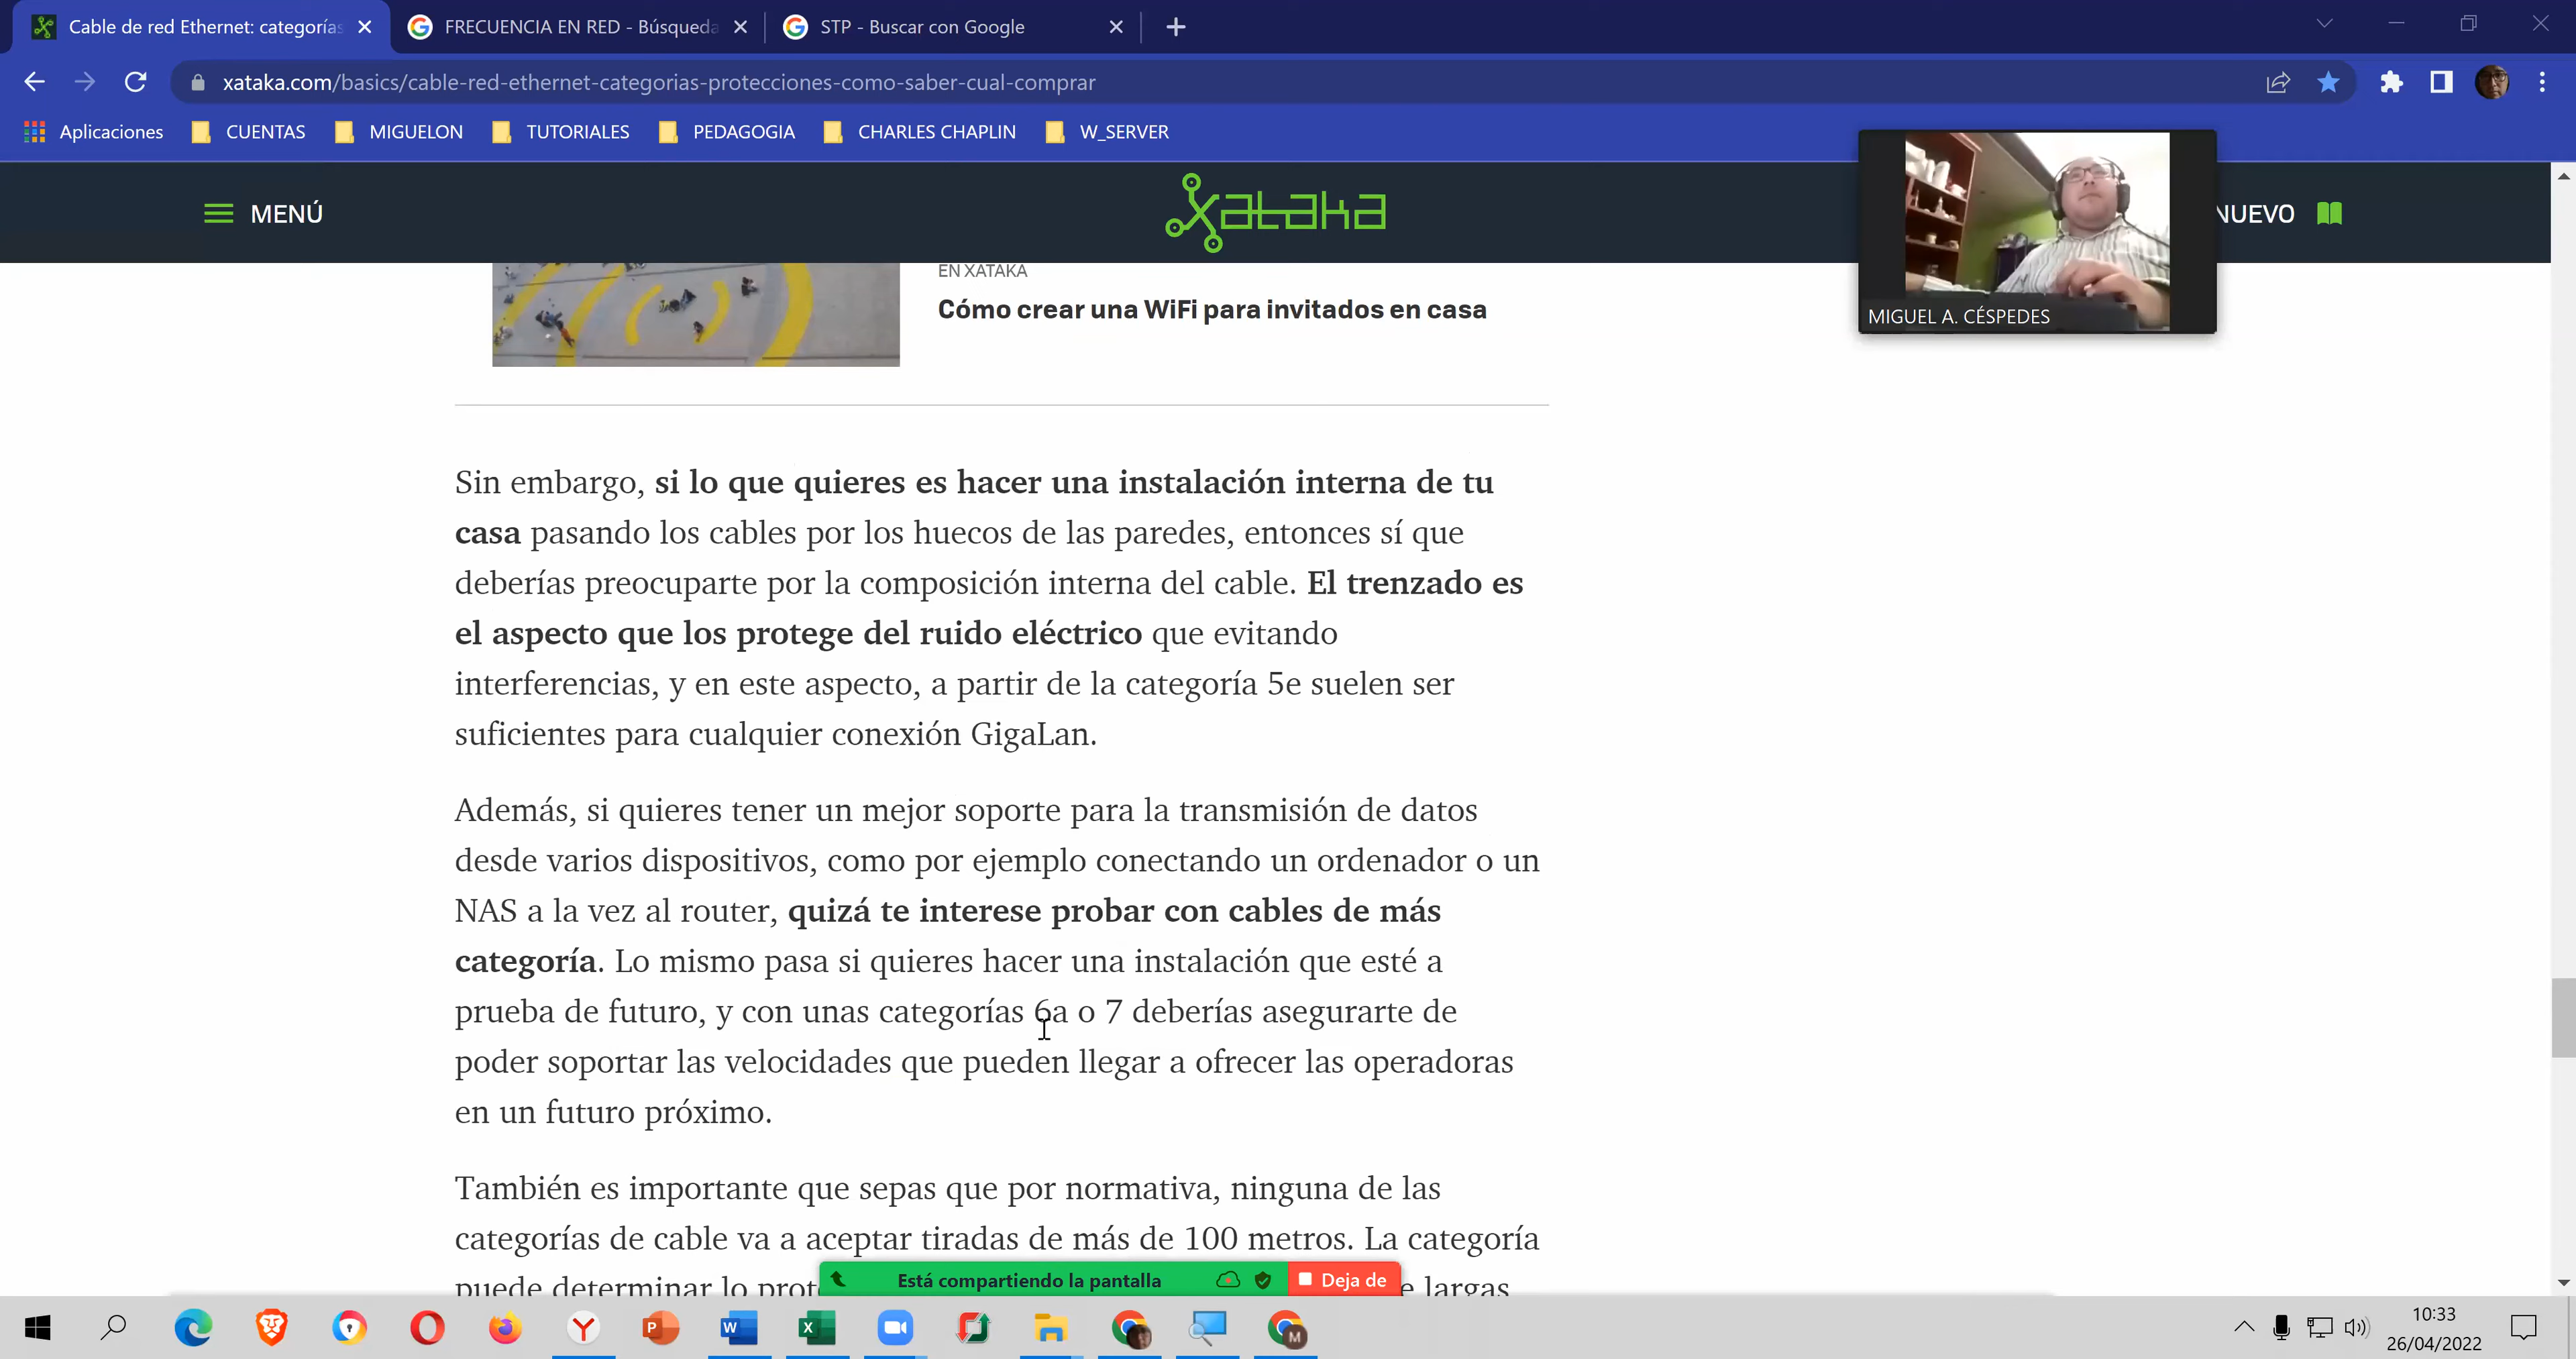 Cable de red Ethernet: categorías
FRECUENCIA EN RED - Búsqueda
STP - Buscar con Google
xataka.com/basics/cable-red-ethernet-categorias-protecciones-como-saber-cual-comprar
Aplicaciones
CUENTAS
MIGUELON
TUTORIALES
PEDAGOGIA
CHARLES CHAPLIN
W_SERVER
MENÚ
xataka
NUEVO
MIGUEL A. CÉSPEDES
EN XATAKA
Cómo crear una WiFi para invitados en casa
Sin embargo, si lo que quieres es hacer una instalación interna de tu
casa pasando los cables por los huecos de las paredes, entonces sí que
deberías preocuparte por la composición interna del cable. El trenzado es
el aspecto que los protege del ruido eléctrico que evitando
interferencias, y en este aspecto, a partir de la categoría 5e suelen ser
suficientes para cualquier conexión GigaLan.
Además, si quieres tener un mejor soporte para la transmisión de datos
desde varios dispositivos, como por ejemplo conectando un ordenador o un
NAS a la vez al router, quizá te interese probar con cables de más
categoría. Lo mismo pasa si quieres hacer una instalación que esté a
prueba de futuro, y con unas categorías 6a o 7 deberías asegurarte de
poder soportar las velocidades que pueden llegar a ofrecer las operadoras
en un futuro próximo.
También es importante que sepas que por normativa, ninguna de las
categorías de cable va a aceptar tiradas de más de 100 metros. La categoría
puede determinar lo
largas
Está compartiendo la pantalla
Deja de
10:33
26/04/2022